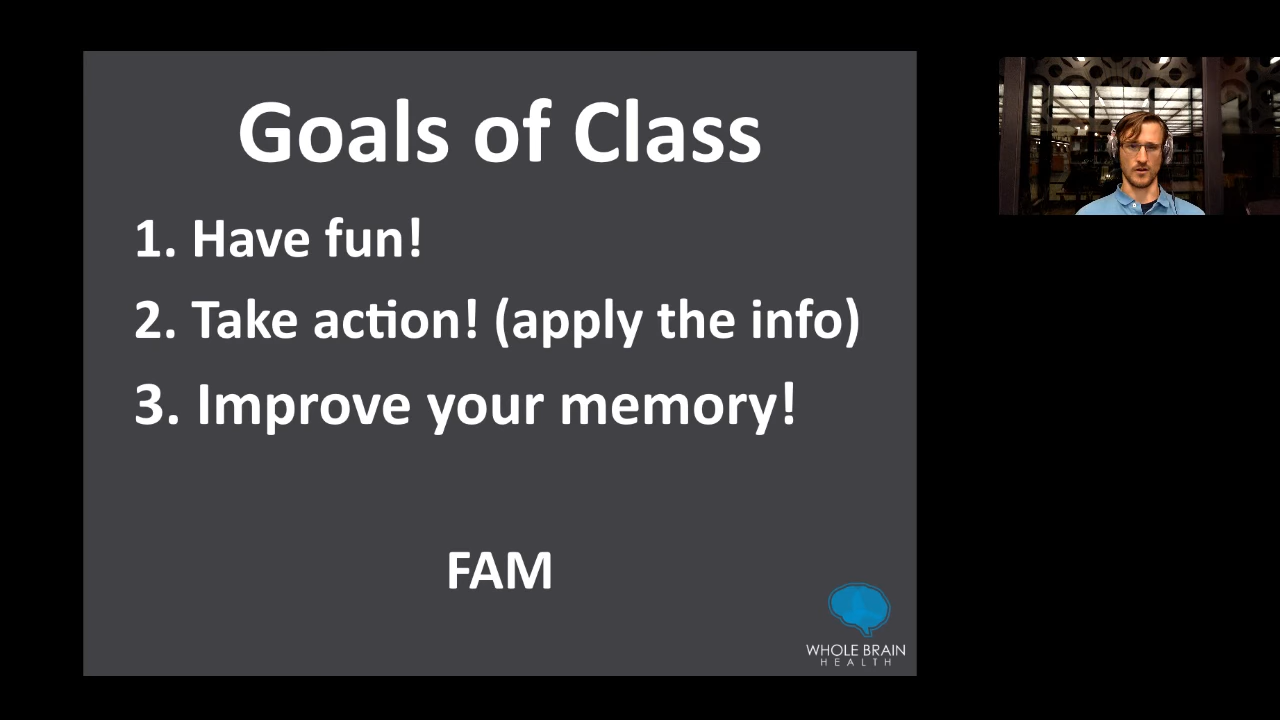 Goals of Class
1. Have fun!
2. Take action! (apply the info)
3. Improve your memory!
FAM
WHOLE BRAIN
HEALTH